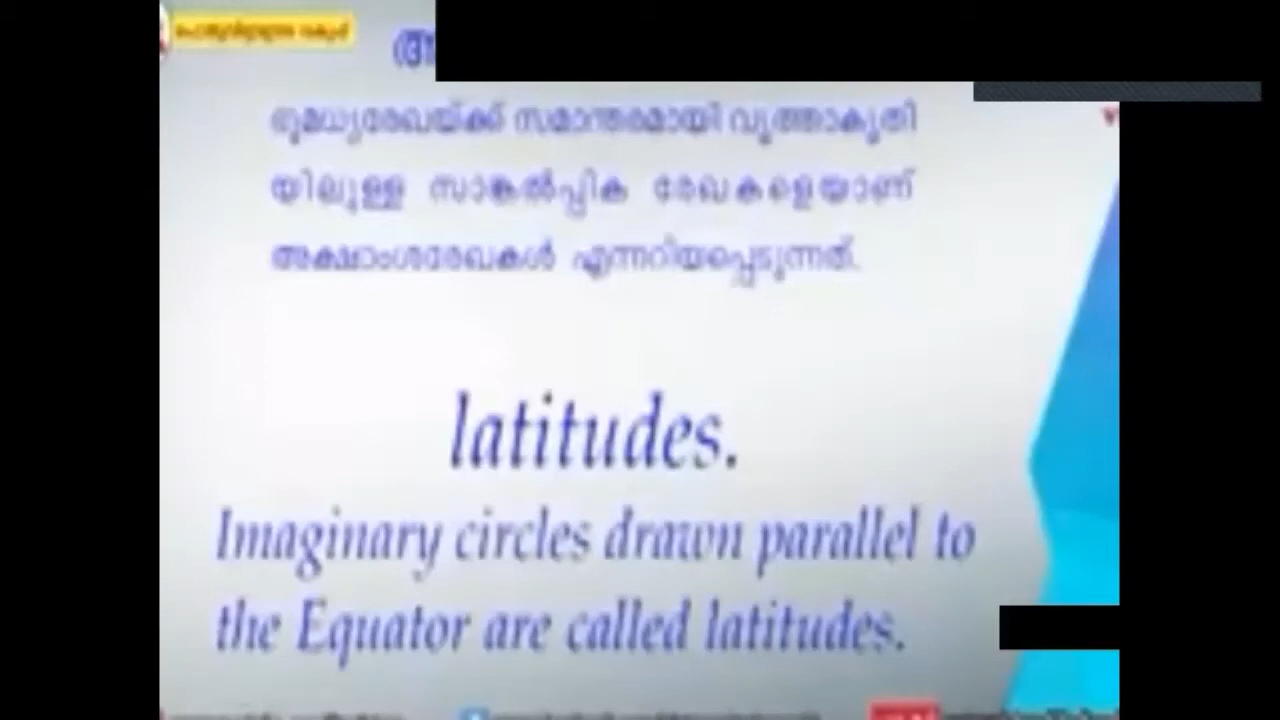 ഭൂമധ്യരേഖയ്ക്ക് സമാന്തരമായി വൃത്താകൃതി
യിലുള്ള സാങ്കൽപ്പിക രേഖകളെയാണ്
അക്ഷാംശരേഖകൾ എന്നറിയപ്പെടുന്നത്.
latitudes.
Imaginary circles drawn parallel to
the Equator are called latitudes.